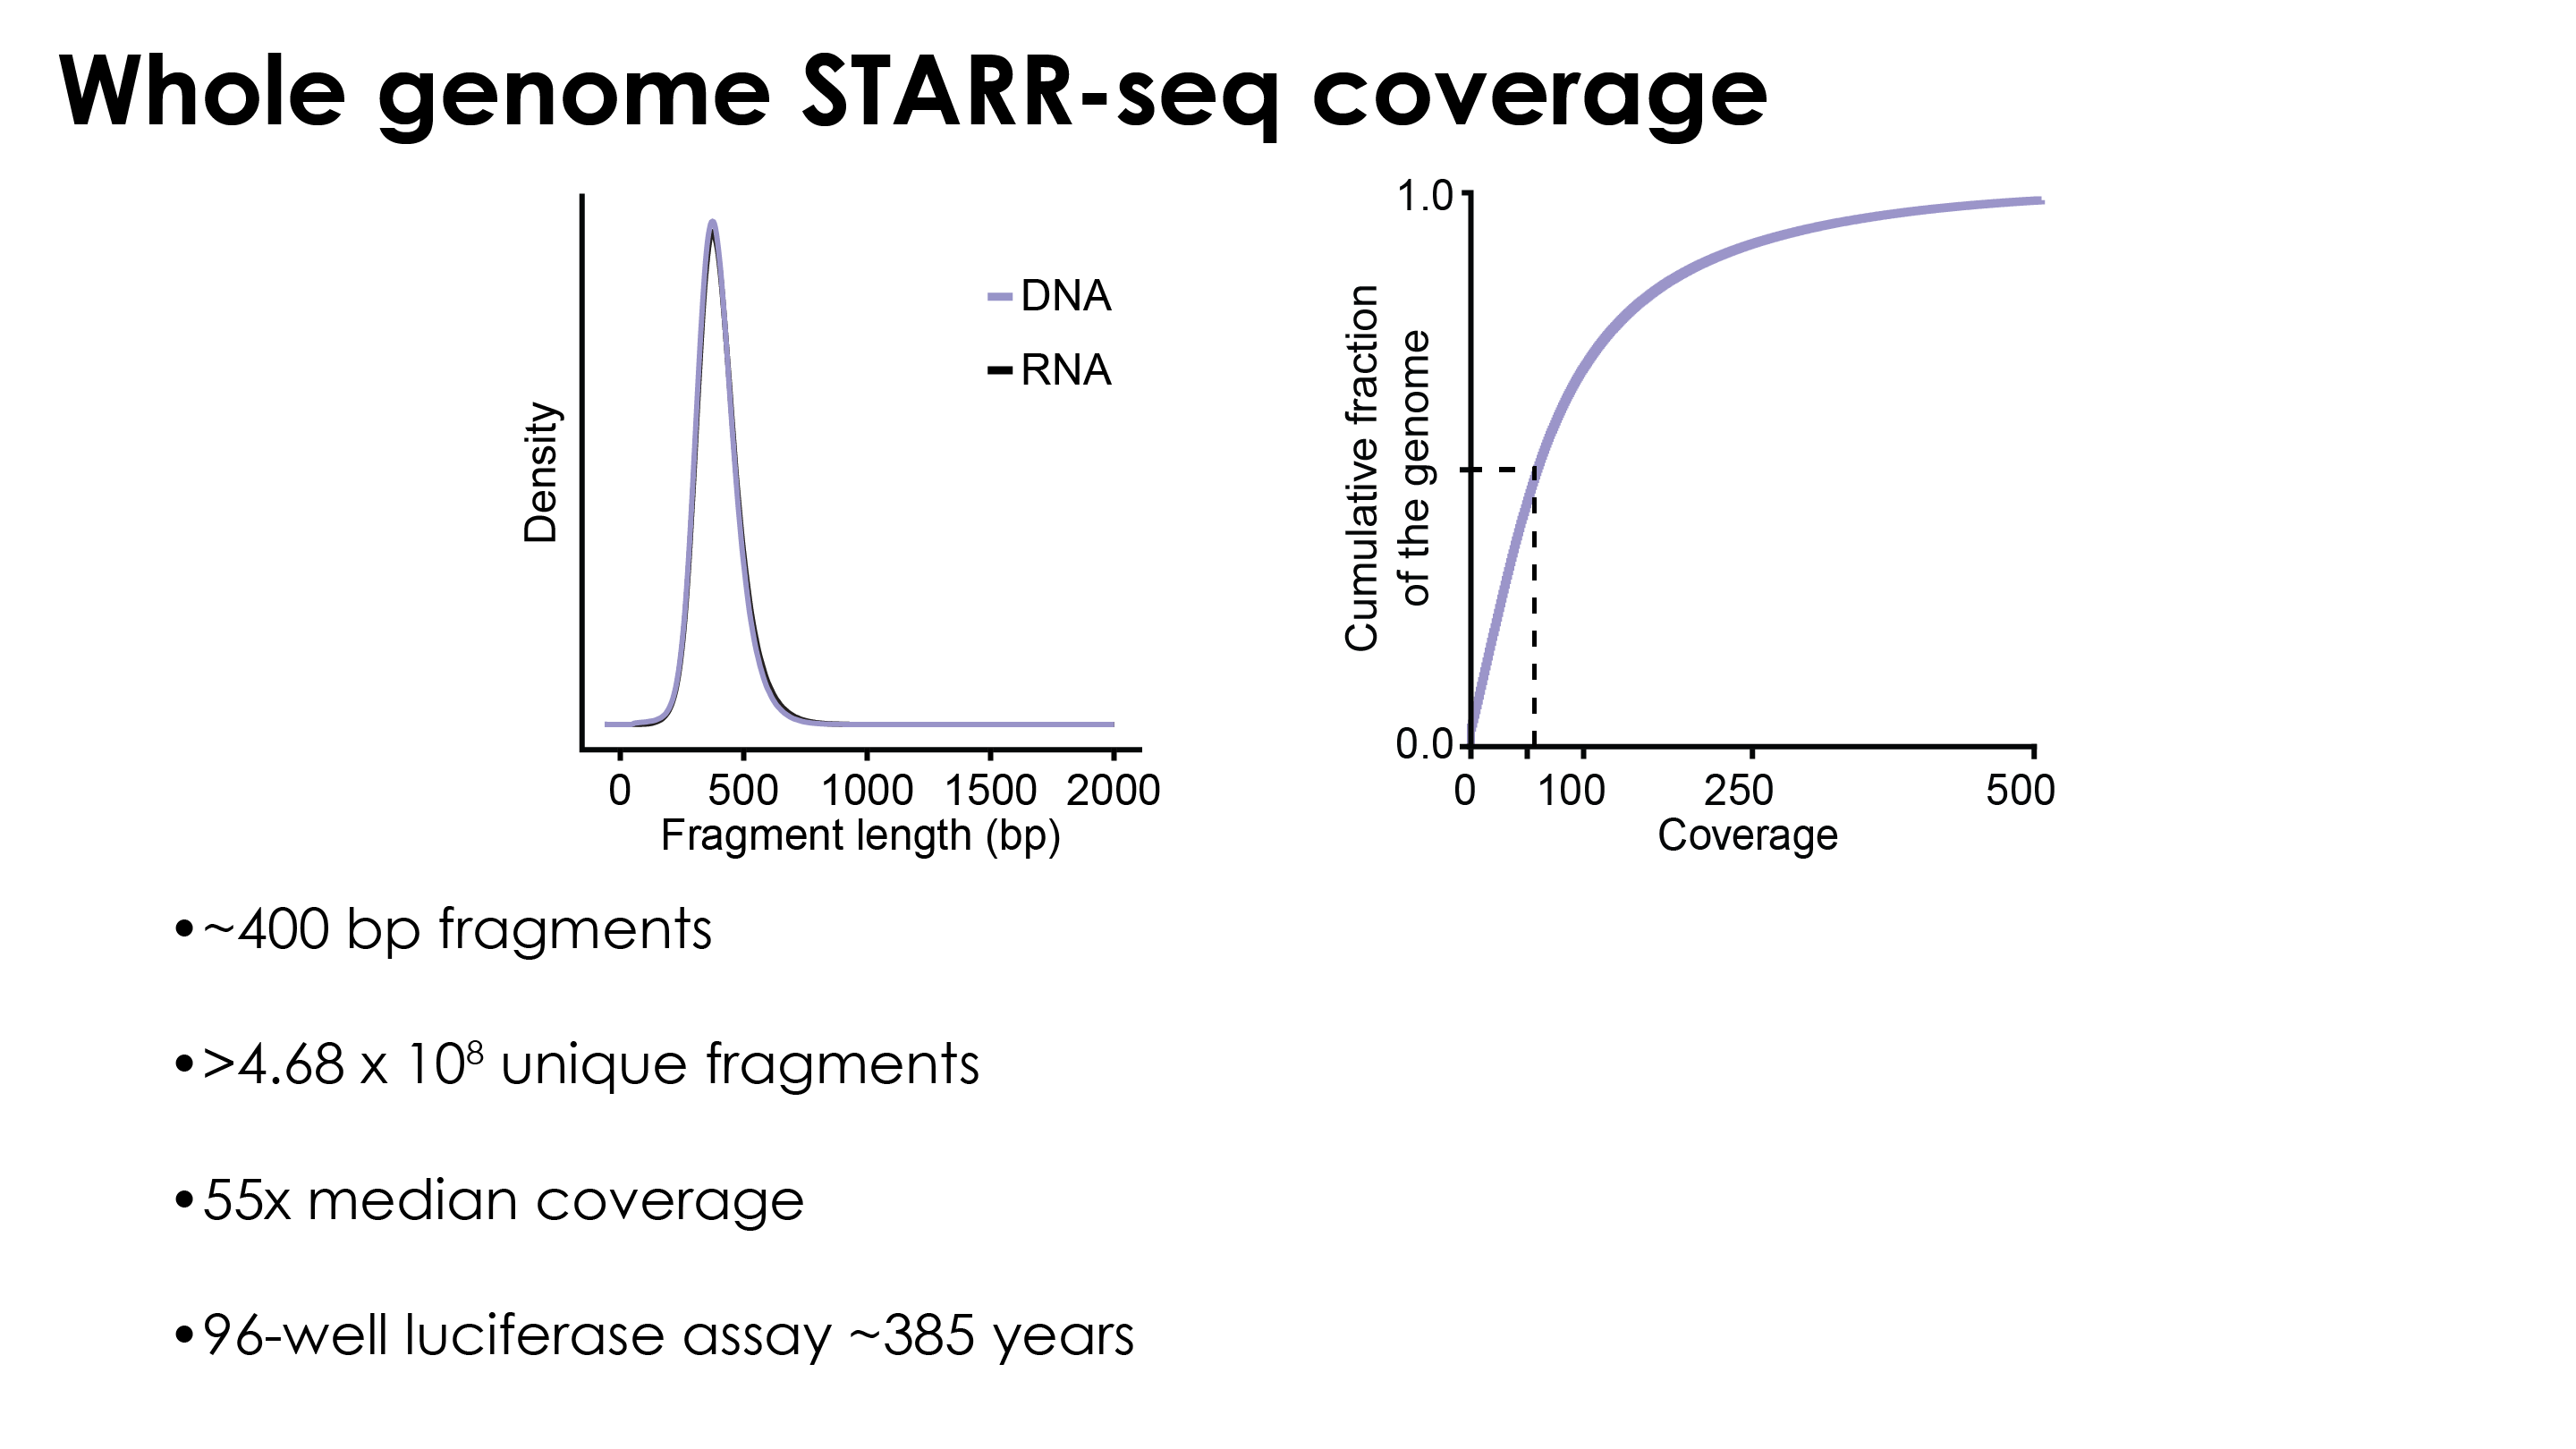 Whole genome STARR-seq coverage
Density
DNA
RNA
0 500 1000 1500 2000
Fragment length (bp)
Cumulative fraction
of the genome
1.0
0.0
0 100 250 500
Coverage
•~400 bp fragments
•>4.68 x 10⁸ unique fragments
•55x median coverage
•96-well luciferase assay ~385 years